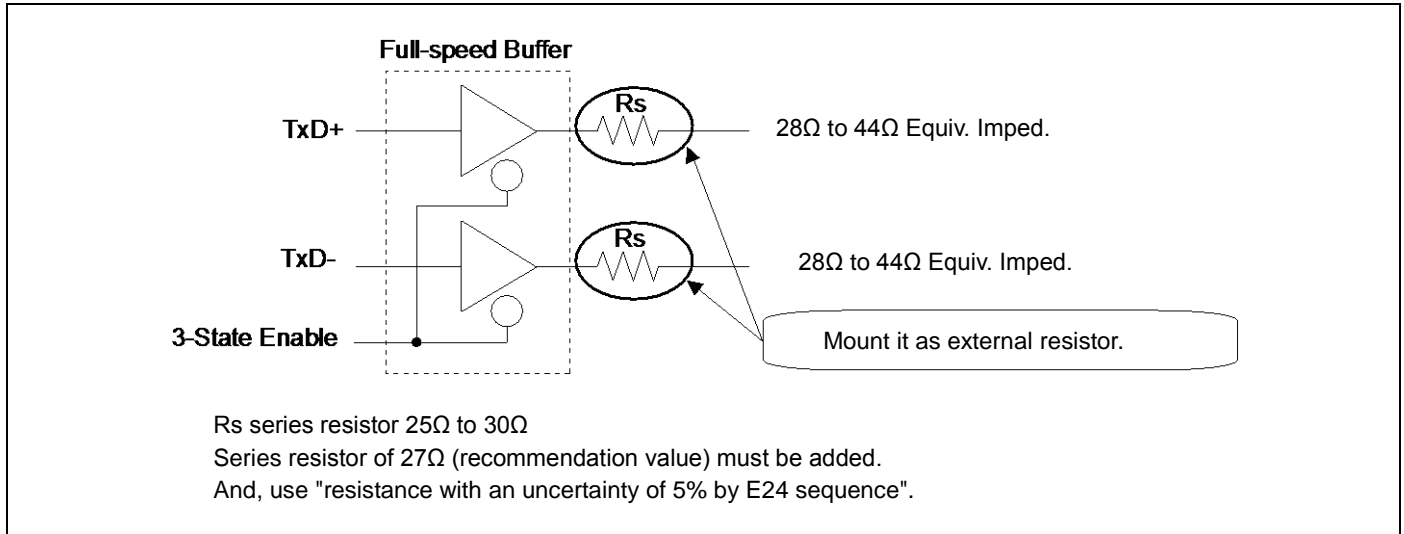 Full-speed Buffer
Rs
TxD+
28Ω to 44Ω Equiv. Imped.
Rs
TxD-
28Ω to 44Ω Equiv. Imped.
3-State Enable
Mount it as external resistor.
Rs series resistor 25Ω to 30Ω
Series resistor of 27Ω (recommendation value) must be added.
And, use "resistance with an uncertainty of 5% by E24 sequence".